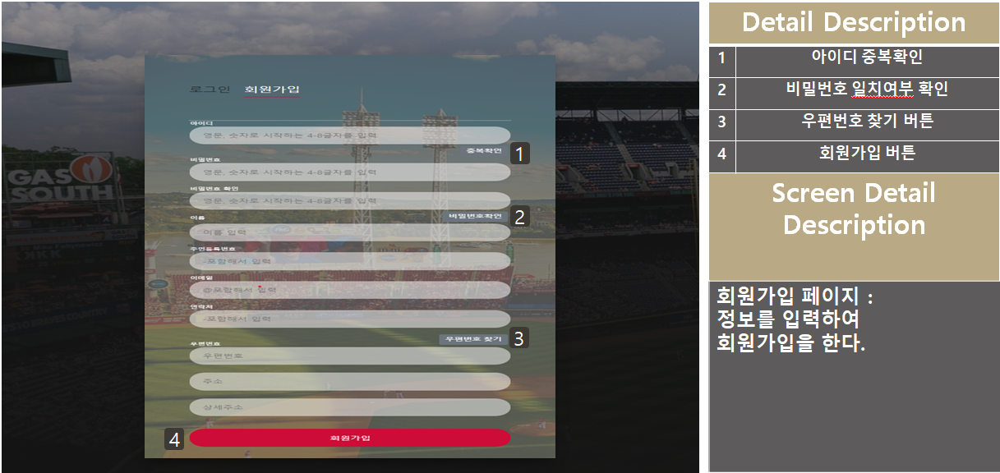 로그인 회원가입
아이디
영문, 숫자로 시작하는 4-8글자를 입력
중복확인 1
비밀번호
영문, 숫자로 시작하는 4-8글자를 입력
비밀번호 확인
영문, 숫자로 시작하는 4-8글자를 입력
비밀번호확인 2
이름
이름 입력
주민등록번호
-포함해서 입력
이메일
@포함해서 입력
연락처
-포함해서 입력
우편번호 찾기 3
우편번호
우편번호
주소
상세주소
4 회원가입
GAS
SOUTH
Detail Description
1 아이디 중복확인
2 비밀번호 일치여부 확인
3 우편번호 찾기 버튼
4 회원가입 버튼
Screen Detail
Description
회원가입 페이지 :
정보를 입력하여
회원가입을 한다.